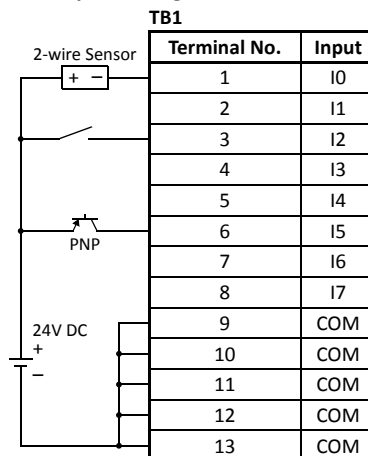 TB1
2-wire Sensor
+ −
Terminal No. Input
1 I0
2 I1
3 I2
4 I3
5 I4
6 I5
PNP
7 I6
8 I7
9 COM
24V DC
+
−
10 COM
11 COM
12 COM
13 COM